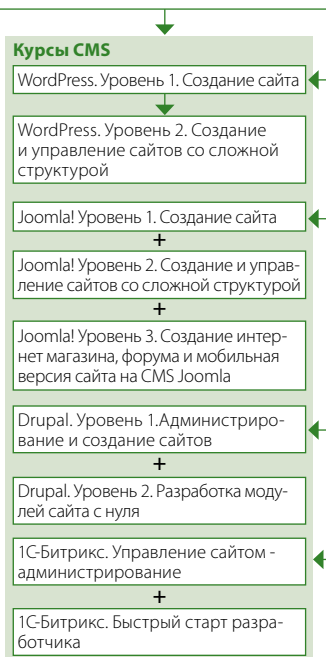 Курсы CMS
WordPress. Уровень 1. Создание сайта
WordPress. Уровень 2. Создание
и управление сайтов со сложной
структурой
Joomla! Уровень 1. Создание сайта
+
Joomla! Уровень 2. Создание и управ-
ление сайтов со сложной структурой
+
Joomla! Уровень 3. Создание интер-
нет магазина, форума и мобильная
версия сайта на CMS Joomla
Drupal. Уровень 1.Администриро-
вание и создание сайтов
+
Drupal. Уровень 2. Разработка моду-
лей сайта с нуля
1С-Битрикс. Управление сайтом -
администрирование
+
1С-Битрикс. Быстрый старт разра-
ботчика